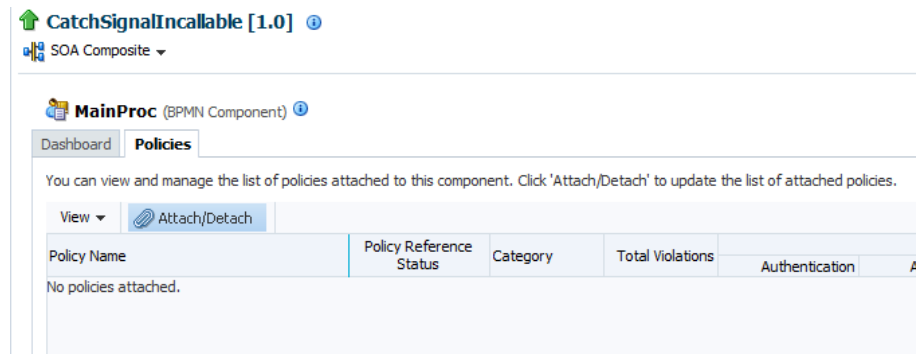 CatchSignalIncallable [1.0]
SOA Composite
MainProc (BPMN Component)
Dashboard Policies
You can view and manage the list of policies attached to this component. Click 'Attach/Detach' to update the list of attached policies.
View Attach/Detach
Policy Name Policy Reference Status Category Total Violations Authentication A
No policies attached.